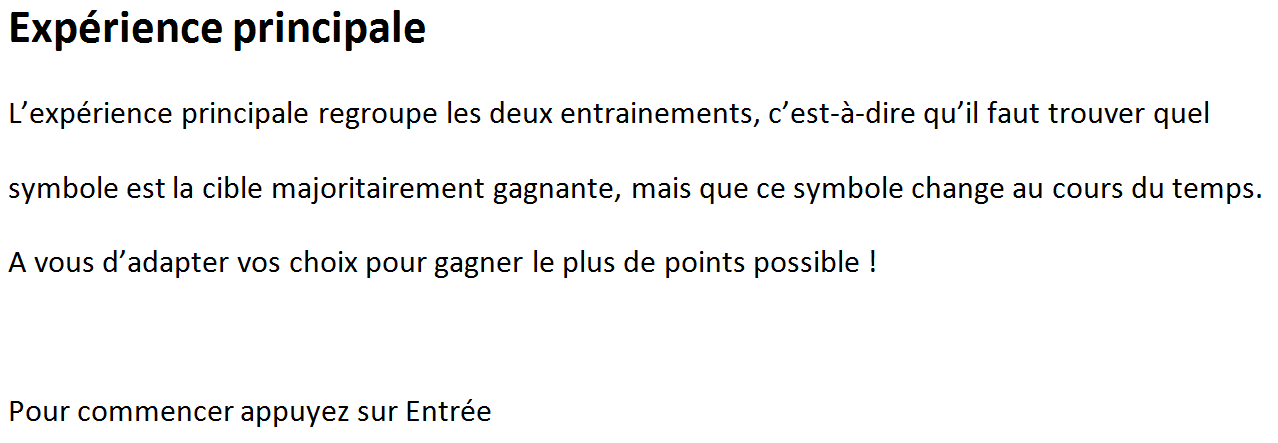 Expérience principale
L’expérience principale regroupe les deux entrainements, c’est-à-dire qu’il faut trouver quel
symbole est la cible majoritairement gagnante, mais que ce symbole change au cours du temps.
A vous d’adapter vos choix pour gagner le plus de points possible !
Pour commencer appuyez sur Entrée